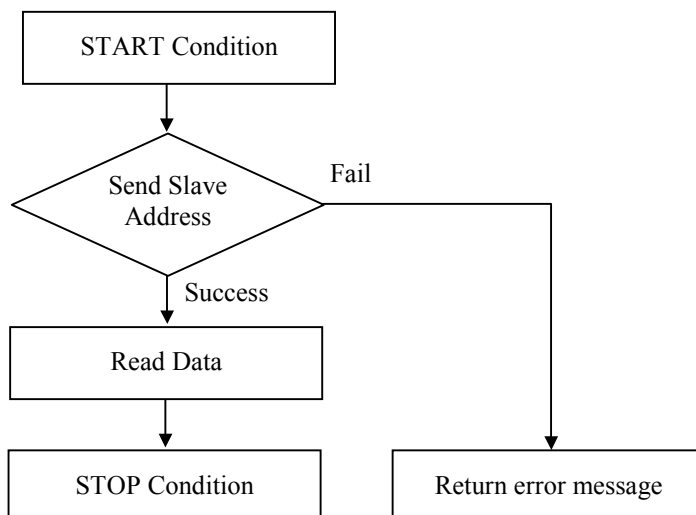 START Condition
Send Slave
Address
Fail
Success
Read Data
STOP Condition
Return error message